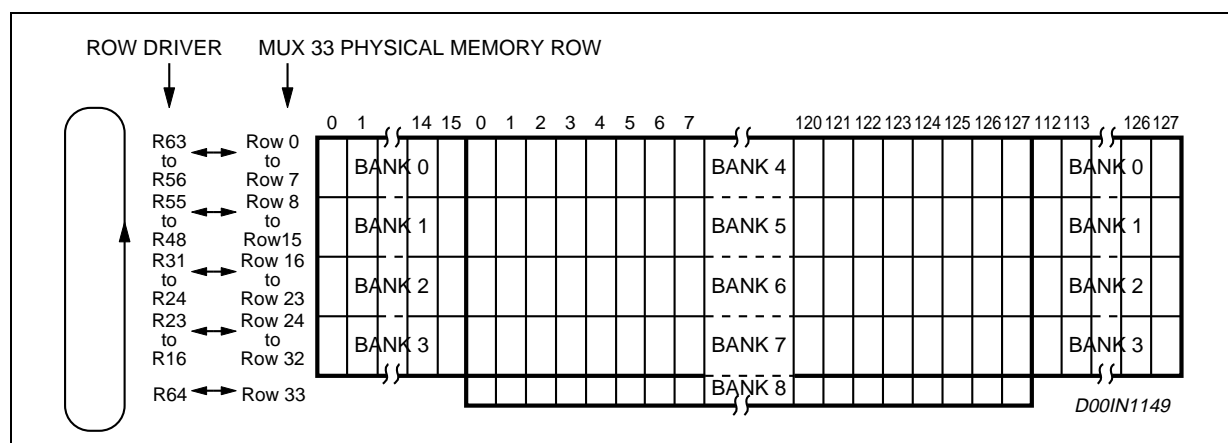 ROW DRIVER MUX 33 PHYSICAL MEMORY ROW
0 1 14 15 0 1 2 3 4 5 6 7 120 121 122 123 124 125 126 127 112 113 126 127
R63 Row 0
to to
R56 Row 7
BANK 0 BANK 4 BANK 0
R55 Row 8
to to
R48 Row15
BANK 1 BANK 5 BANK 1
R31 Row 16
to to
R24 Row 23
BANK 2 BANK 6 BANK 2
R23 Row 24
to to
R16 Row 32
BANK 3 BANK 7 BANK 3
R64 Row 33
BANK 8
D00IN1149